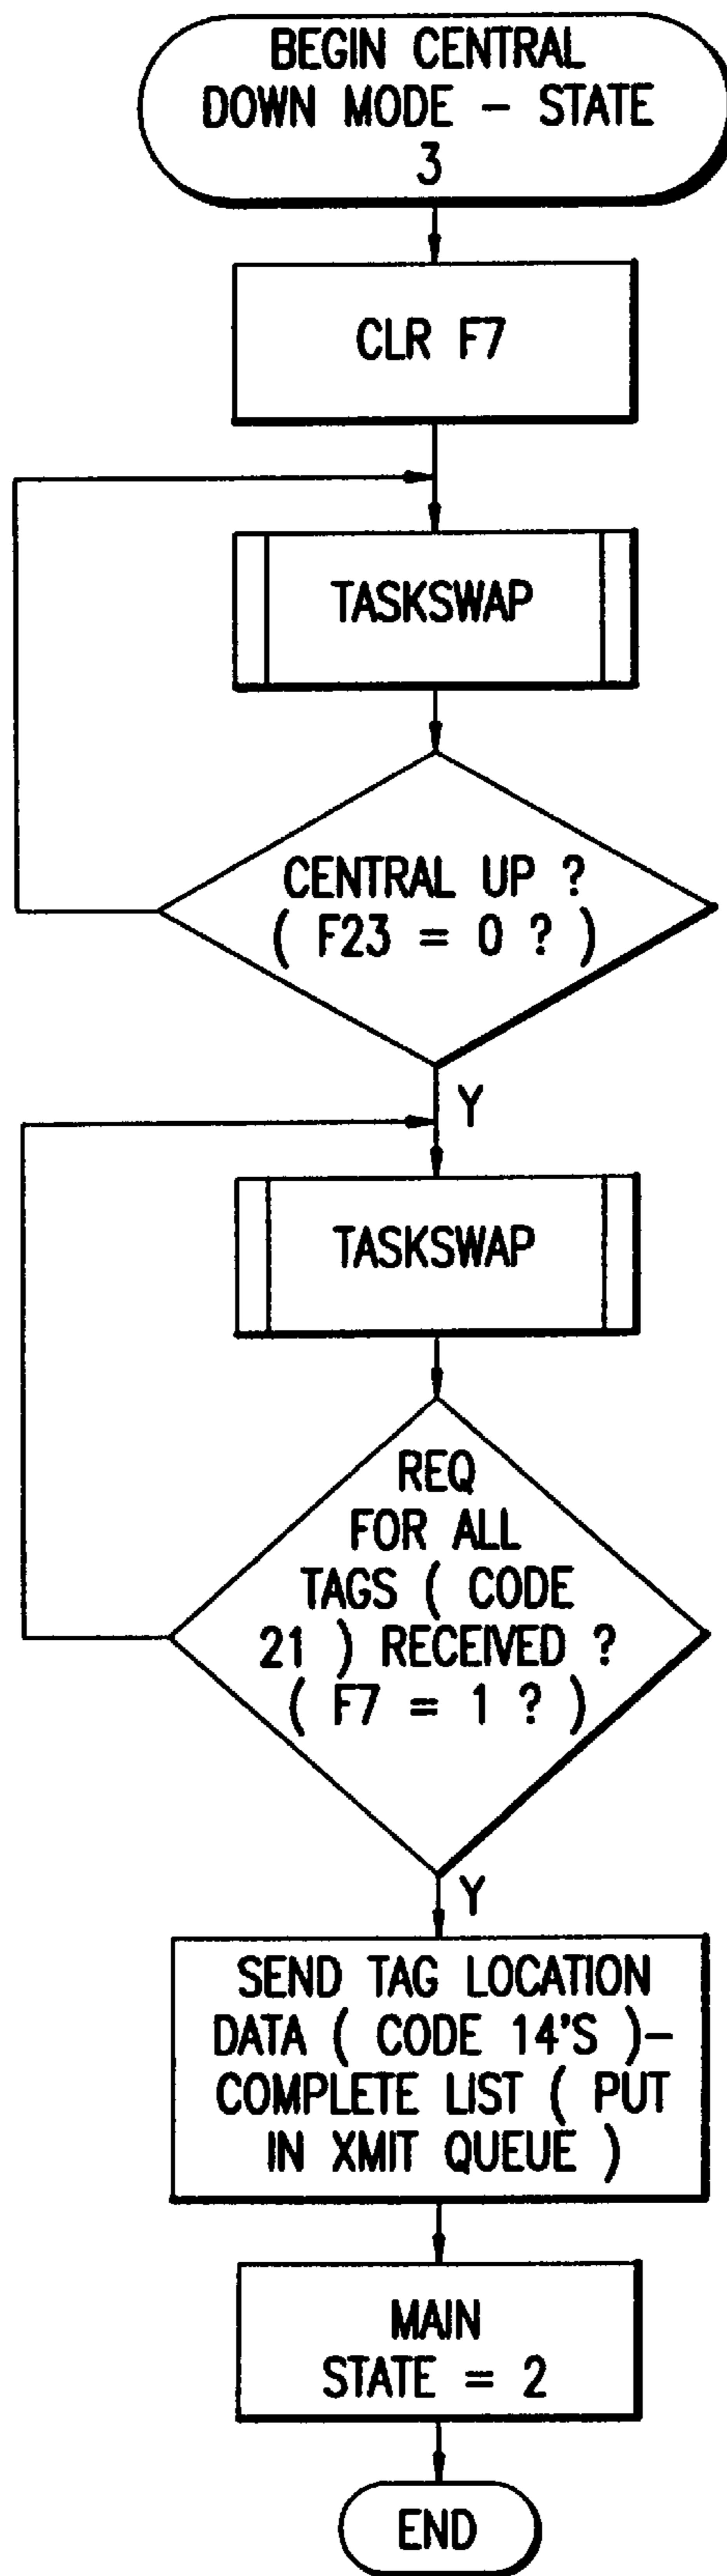 BEGIN CENTRAL
DOWN MODE - STATE
3
CLR F7
TASKSWAP
CENTRAL UP ?
( F23 = 0 ? )
Y
TASKSWAP
REQ
FOR ALL
TAGS ( CODE
21 ) RECEIVED ?
( F7 = 1 ? )
Y
SEND TAG LOCATION
DATA ( CODE 14'S )-
COMPLETE LIST ( PUT
IN XMIT QUEUE )
MAIN
STATE = 2
END